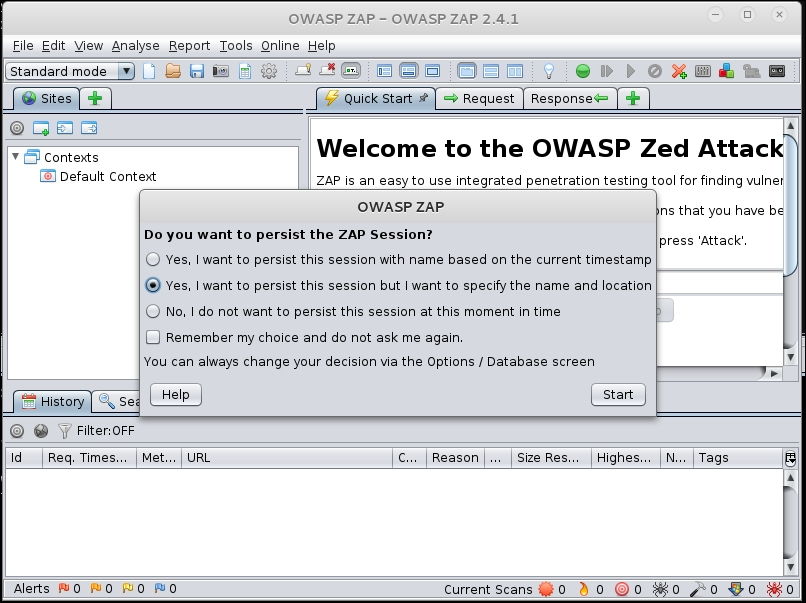 OWASP ZAP - OWASP ZAP 2.4.1
File Edit View Analyse Report Tools Online Help
Standard mode
Sites
Quick Start Request Response
Contexts
Default Context
Welcome to the OWASP Zed Attack
ZAP is an easy to use integrated penetration testing tool for finding vulner
ons that you have be
press 'Attack'.
OWASP ZAP
Do you want to persist the ZAP Session?
Yes, I want to persist this session with name based on the current timestamp
Yes, I want to persist this session but I want to specify the name and location
No, I do not want to persist this session at this moment in time
Remember my choice and do not ask me again.
You can always change your decision via the Options / Database screen
Help Start
History Sea
Filter:OFF
Id Req. Times... Met... URL C... Reason ... Size Res... Highes... N... Tags
Alerts 0 0 0 0 Current Scans 0 0 0 0 0 0 0